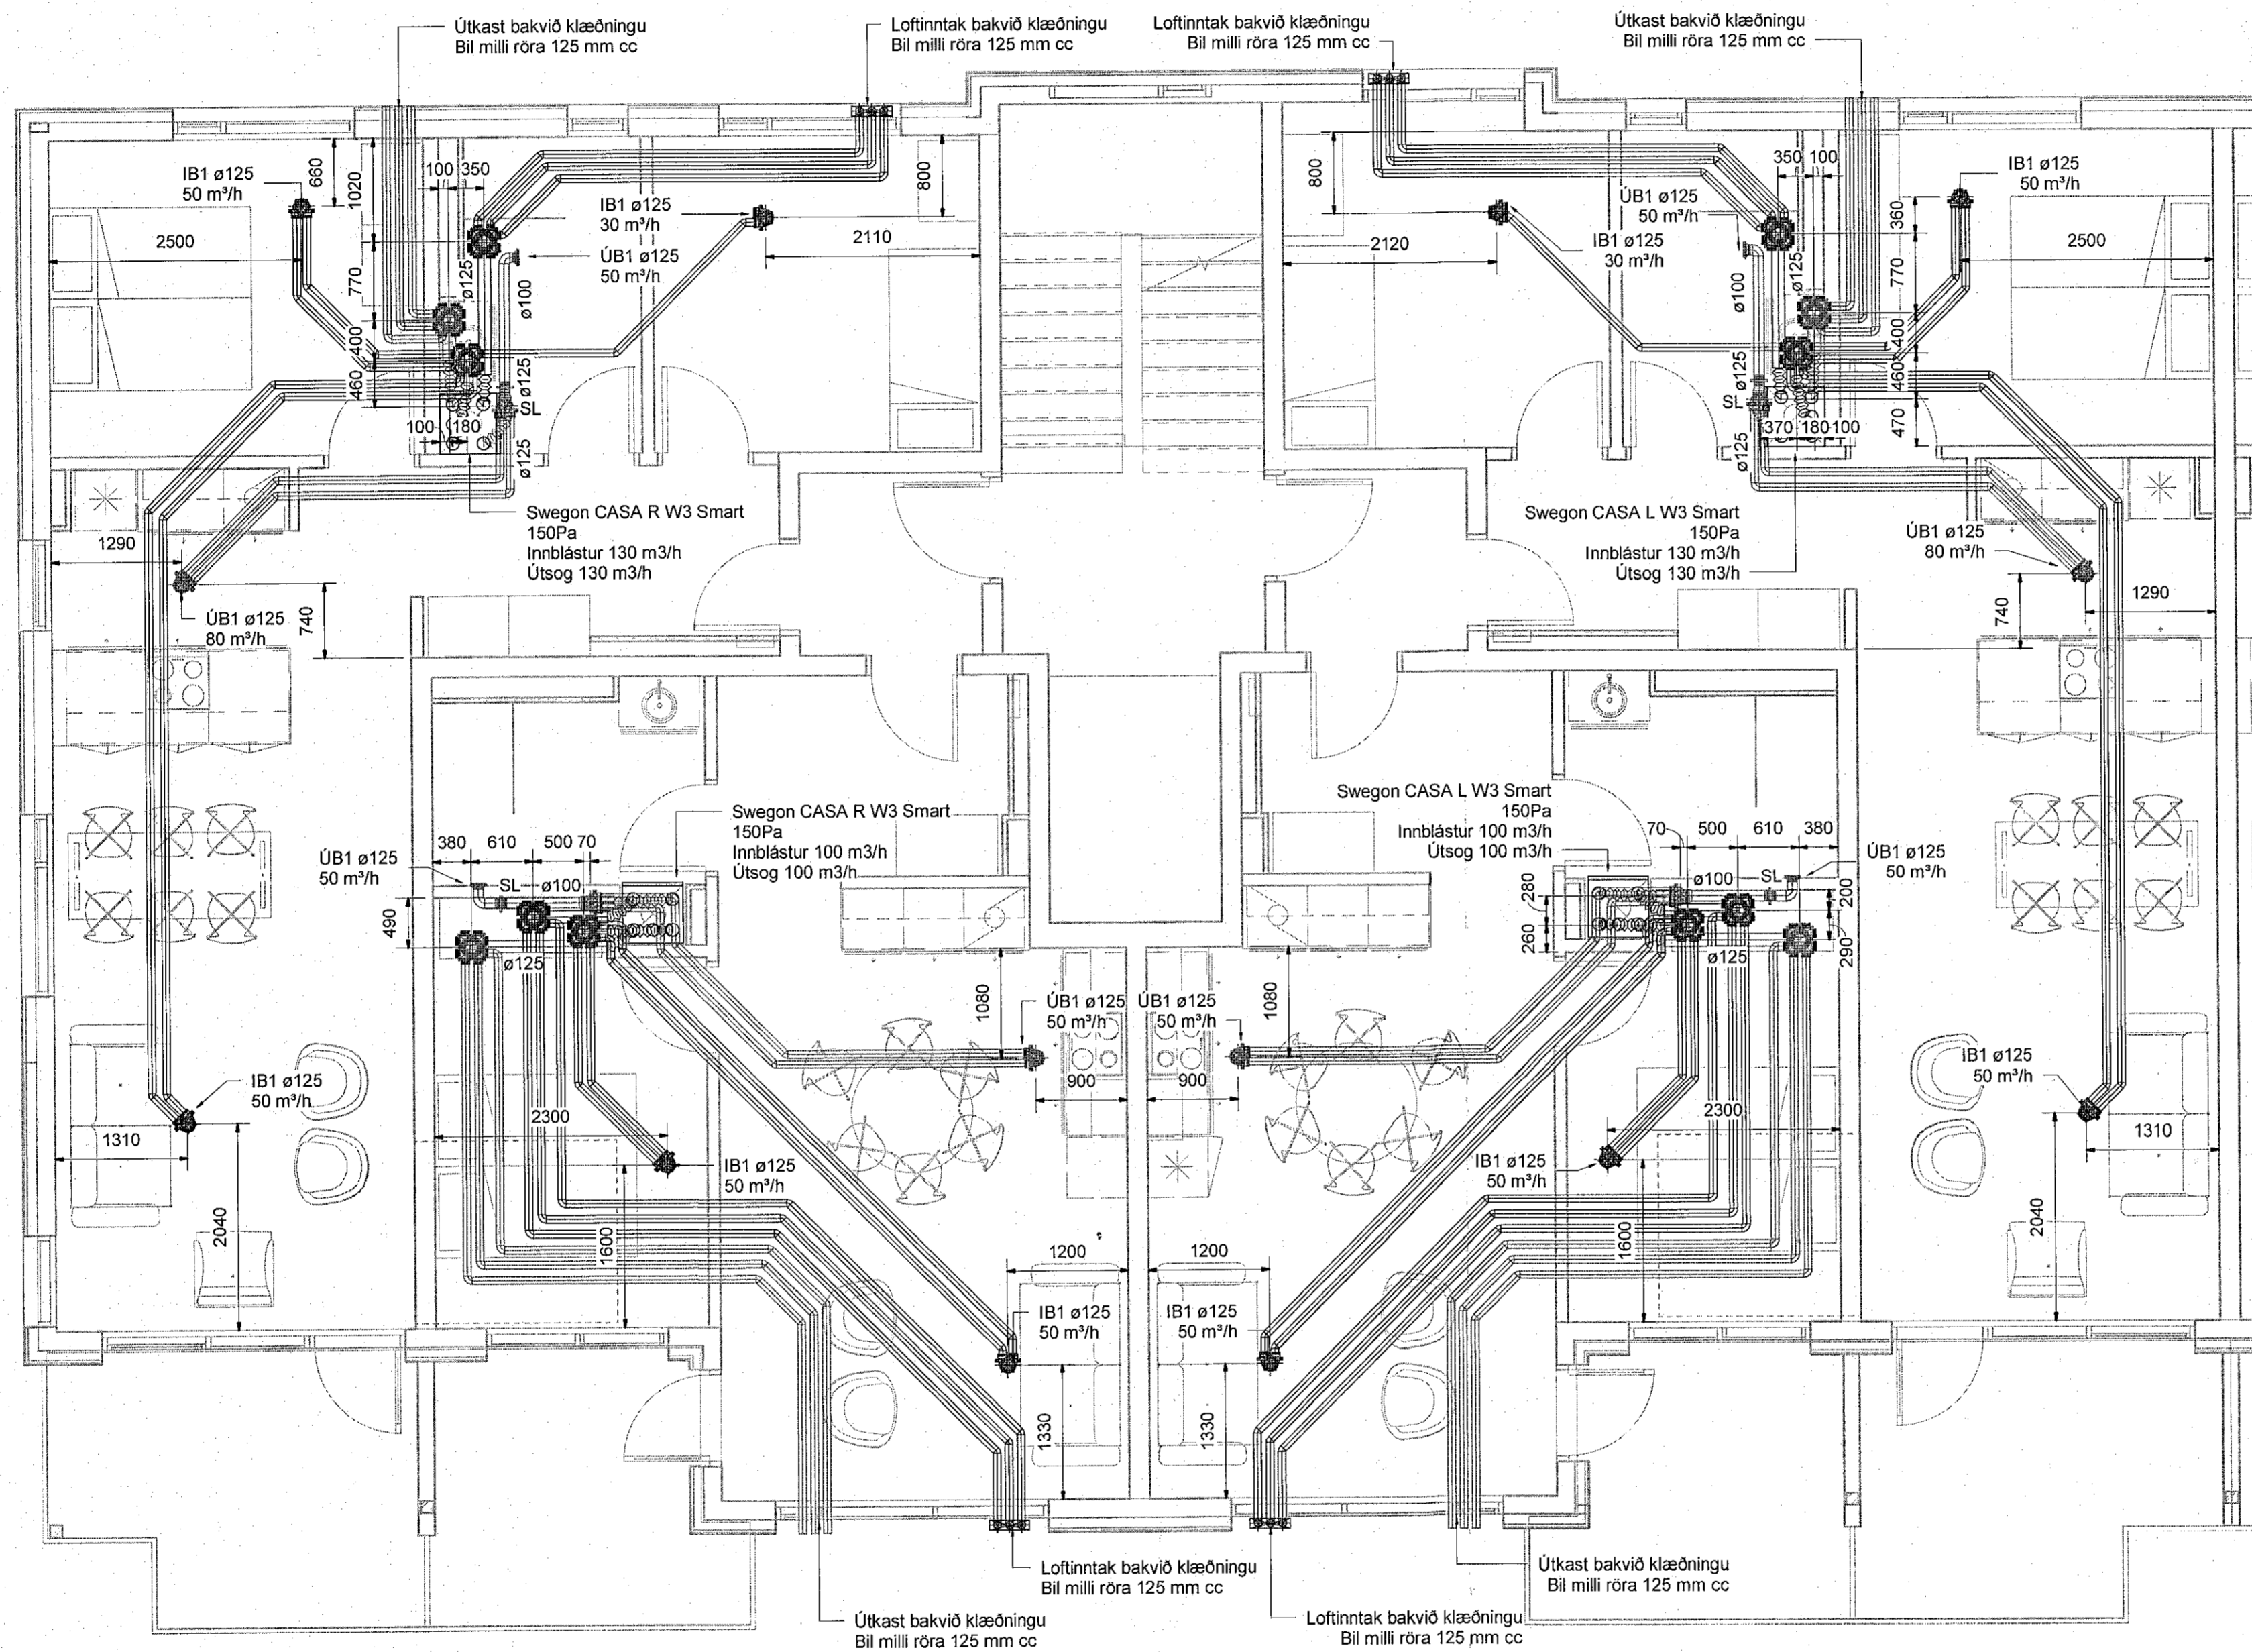 Útkast bakvið klæðningu
Bil milli röra 125 mm cc
Loftinntak bakvið klæðningu
Bil milli röra 125 mm cc
Loftinntak bakvið klæðningu
Bil milli röra 125 mm cc
Útkast bakvið klæðningu
Bil milli röra 125 mm cc
IB1 ø125
50 m³/h
660
1020
100 350
800
IB1 ø125
30 m³/h
ÚB1 ø125
50 m³/h
2500
2110
770
ø125
ø100
400
460
ø125
SL
100 180
ø125
800
2120
ÚB1 ø125
50 m³/h
IB1 ø125
30 m³/h
350 100
IB1 ø125
50 m³/h
360
2500
770
ø125
ø100
400
460
ø125
SL
470
370 180 100
ø125
Swegon CASA R W3 Smart
150Pa
Innblástur 130 m3/h
Útsog 130 m3/h
Swegon CASA L W3 Smart
150Pa
Innblástur 130 m3/h
Útsog 130 m3/h
1290
ÚB1 ø125
80 m³/h
740
ÚB1 ø125
80 m³/h
1290
740
Swegon CASA R W3 Smart
150Pa
Innblástur 100 m3/h
Útsog 100 m3/h
Swegon CASA L W3 Smart
150Pa
Innblástur 100 m3/h
Útsog 100 m3/h
380 610 500 70
ÚB1 ø125
50 m³/h
SL ø100
490
ø125
70 500 610 380
ÚB1 ø125
50 m³/h
ø100 SL
280
260
200
290
ø125
1080
ÚB1 ø125
50 m³/h
900
ÚB1 ø125
50 m³/h
1080
900
IB1 ø125
50 m³/h
1310
2040
2300
IB1 ø125
50 m³/h
1600
IB1 ø125
50 m³/h
2300
1600
IB1 ø125
50 m³/h
1310
2040
1200
IB1 ø125
50 m³/h
1330
1200
IB1 ø125
50 m³/h
1330
Loftinntak bakvið klæðningu
Bil milli röra 125 mm cc
Útkast bakvið klæðningu
Bil milli röra 125 mm cc
Útkast bakvið klæðningu
Bil milli röra 125 mm cc
Loftinntak bakvið klæðningu
Bil milli röra 125 mm cc